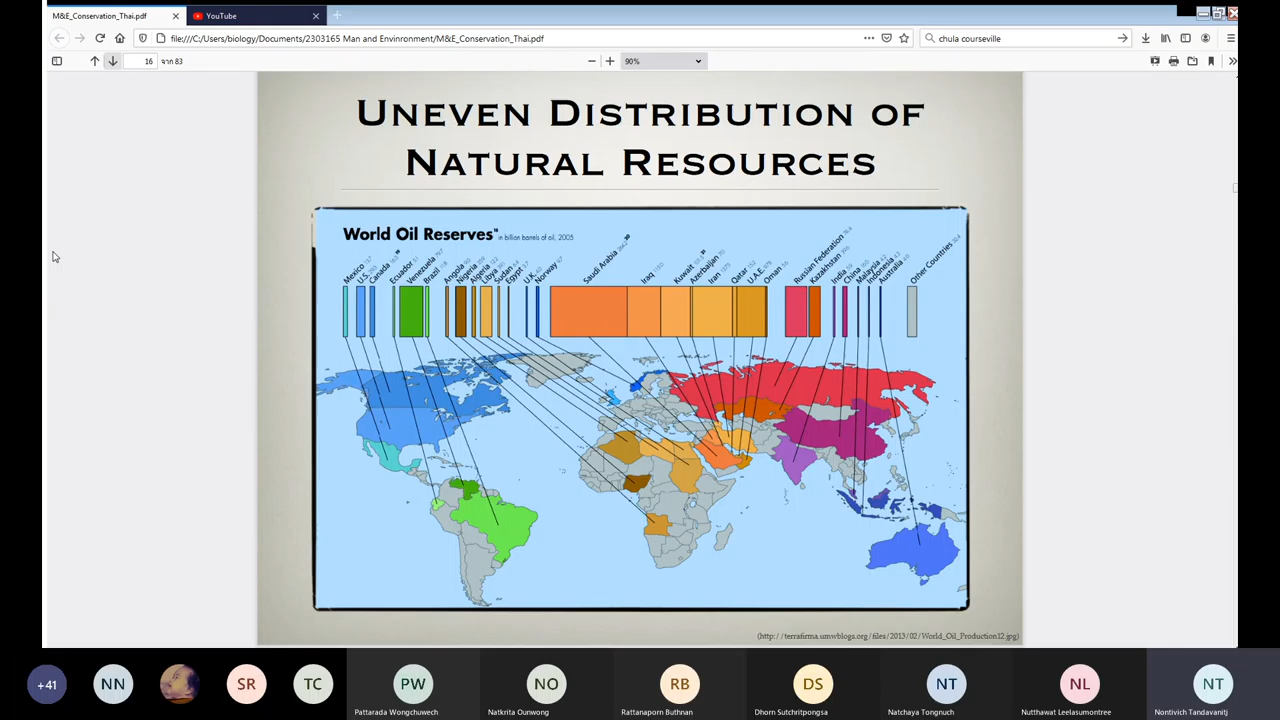 M&E_Conservation_Thai.pdf
YouTube
file:///C:/Users/biology/Documents/2303165 Man and Envinronment/M&E_Conservation_Thai.pdf
chula courseville
16 จาก 83
90%
UNEVEN DISTRIBUTION OF
NATURAL RESOURCES
World Oil Reserves in billion barrels of oil, 2005
Mexico
U.S.
Canada
Ecuador
Venezuela
Brazil
Angola
Nigeria
Algeria
Libya
Sudan
Egypt
U.K.
Norway
Saudi Arabia
Iraq
Kuwait
Azerbaijan
Iran
Qatar
U.A.E.
Oman
Russian Federation
Kazakhstan
India
China
Malaysia
Indonesia
Australia
Other Countries
(http://terrafirma.umwblogs.org/files/2013/02/World_Oil_Production12.jpg)
+41
NN
SR
TC
PW
Pattarada Wongchuwech
NO
Natkrita Ounwong
RB
Rattanaporn Buthnan
DS
Dhorn Sutchritpongsa
NT
Natchaya Tongnuch
NL
Nutthawat Leelasumontree
NT
Nontivich Tandavanitj